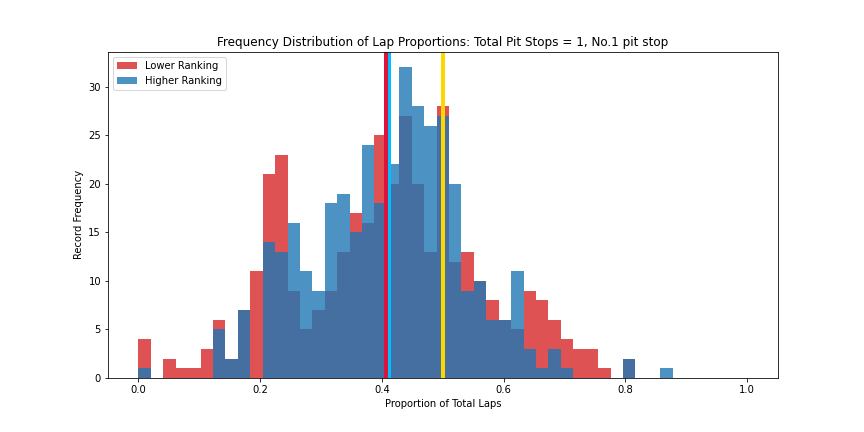 Frequency Distribution of Lap Proportions: Total Pit Stops = 1, No.1 pit stop
Lower Ranking
Higher Ranking
Record Frequency
30
25
20
15
10
5
0
0.0 0.2 0.4 0.6 0.8 1.0
Proportion of Total Laps